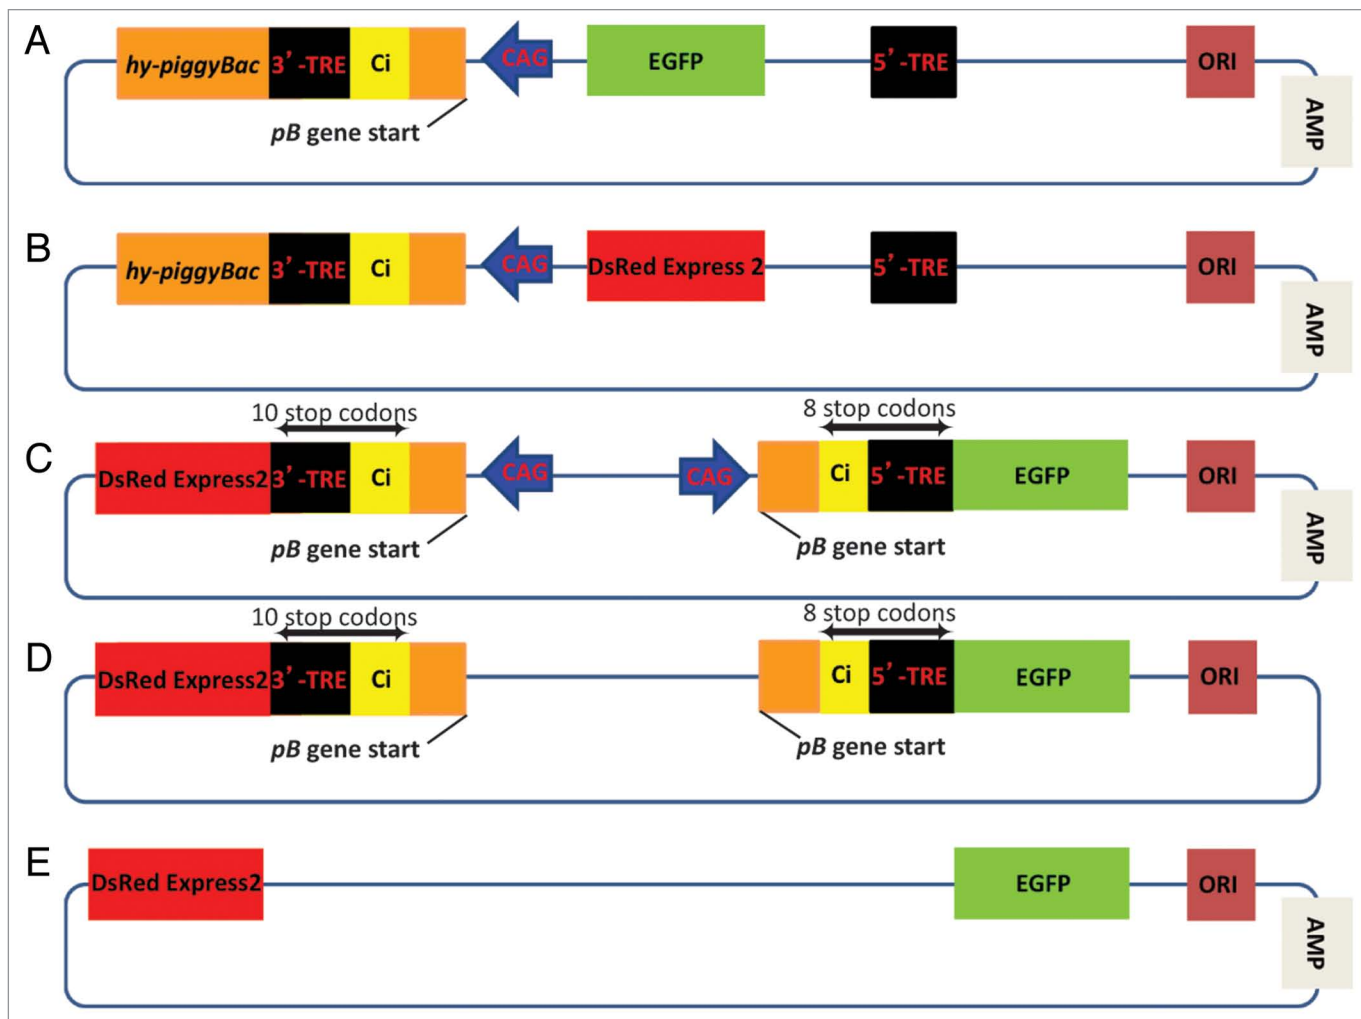 A
hy-piggyBac 3’-TRE Ci CAG EGFP 5’-TRE ORI
AMP
pB gene start
B
hy-piggyBac 3’-TRE Ci CAG DsRed Express 2 5’-TRE ORI
AMP
10 stop codons 8 stop codons
C
DsRed Express2 3’-TRE Ci CAG CAG Ci 5’-TRE EGFP ORI
AMP
pB gene start pB gene start
10 stop codons 8 stop codons
D
DsRed Express2 3’-TRE Ci Ci 5’-TRE EGFP ORI
pB gene start pB gene start
E
DsRed Express2 EGFP ORI
AMP